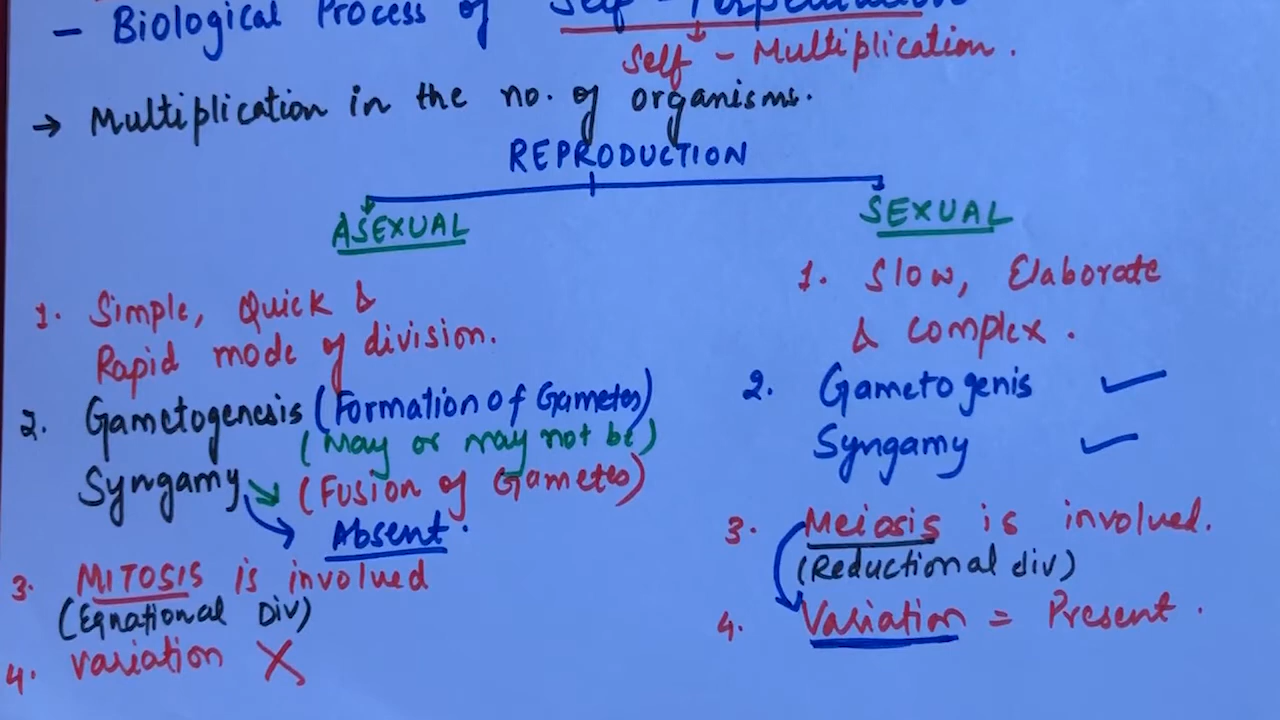 - Biological Process of Self-Perpetuation
Self - Multiplication.
→ Multiplication in the no. of organisms.
REPRODUCTION
ASEXUAL
SEXUAL
1. Simple, Quick &
Rapid mode of division.
2. Gametogenesis (Formation of Gametes)
(May or may not be)
Syngamy → (Fusion of Gametes)
Absent.
3. MITOSIS is involved
(Eqnational Div)
4. variation X
1. Slow, Elaborate
& complex.
2. Gametogenis ✓
Syngamy ✓
3. Meiosis is involved.
(Reductional div)
4. Variation = Present.